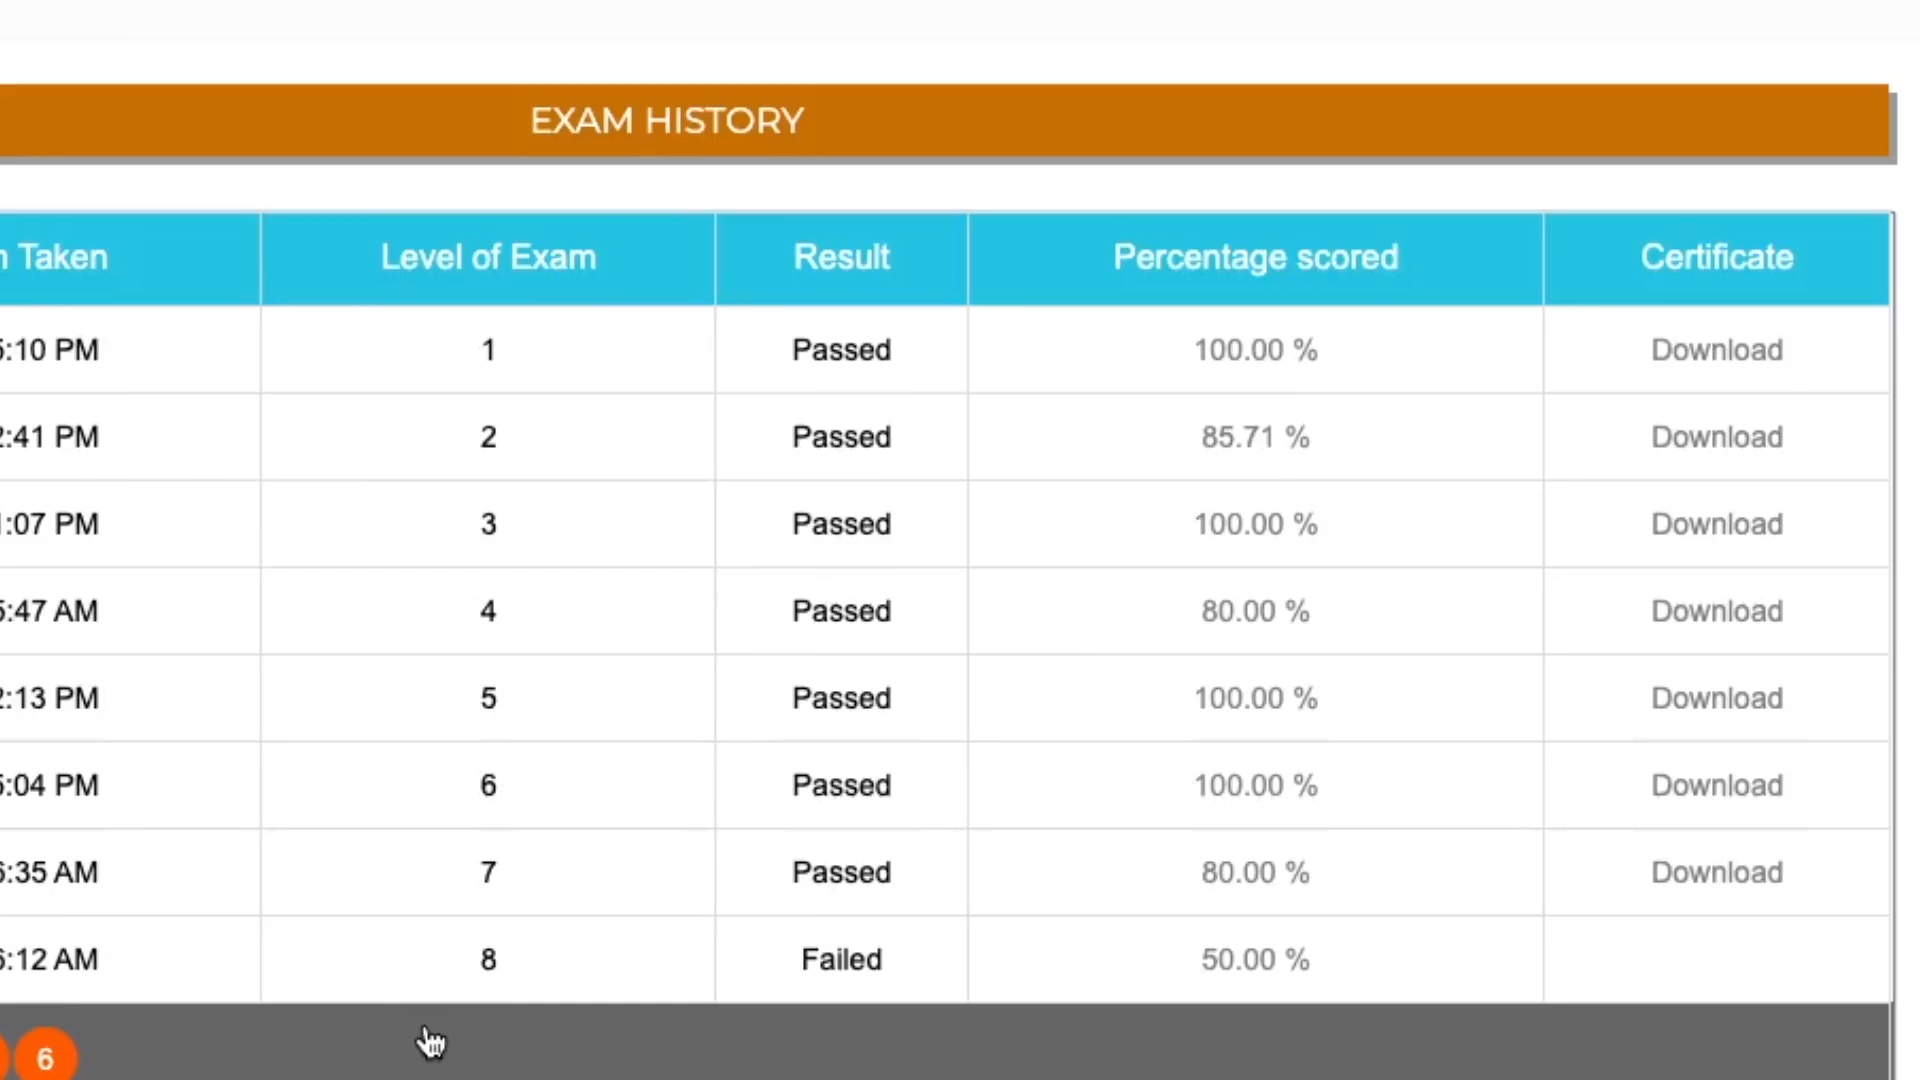 EXAM HISTORY
Taken Level of Exam Result Percentage scored Certificate
:10 PM 1 Passed 100.00 % Download
:41 PM 2 Passed 85.71 % Download
:07 PM 3 Passed 100.00 % Download
:47 AM 4 Passed 80.00 % Download
:13 PM 5 Passed 100.00 % Download
:04 PM 6 Passed 100.00 % Download
:35 AM 7 Passed 80.00 % Download
:12 AM 8 Failed 50.00 %
6